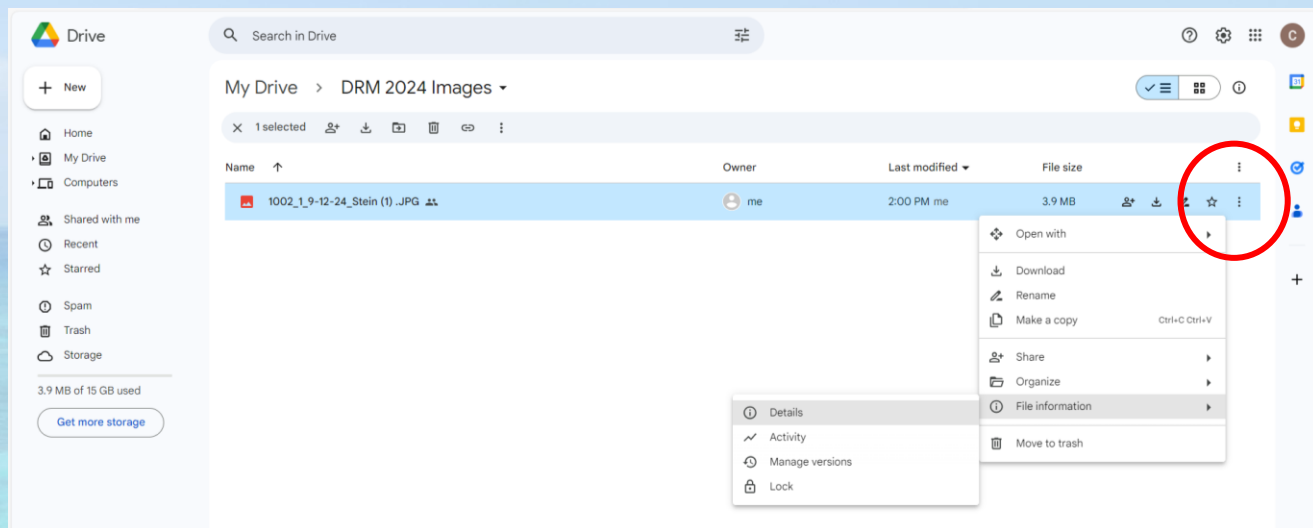 Drive
Search in Drive
C
New
My Drive > DRM 2024 Images
31
1 selected
Home
My Drive
Computers
Name Owner Last modified File size
1002_1_9-12-24_Stein (1) .JPG me 2:00 PM me 3.9 MB
Shared with me
Recent
Starred
Spam
Trash
Storage
3.9 MB of 15 GB used
Get more storage
Open with
Download
Rename
Make a copy Ctrl+C Ctrl+V
Share
Organize
File information
Move to trash
Details
Activity
Manage versions
Lock